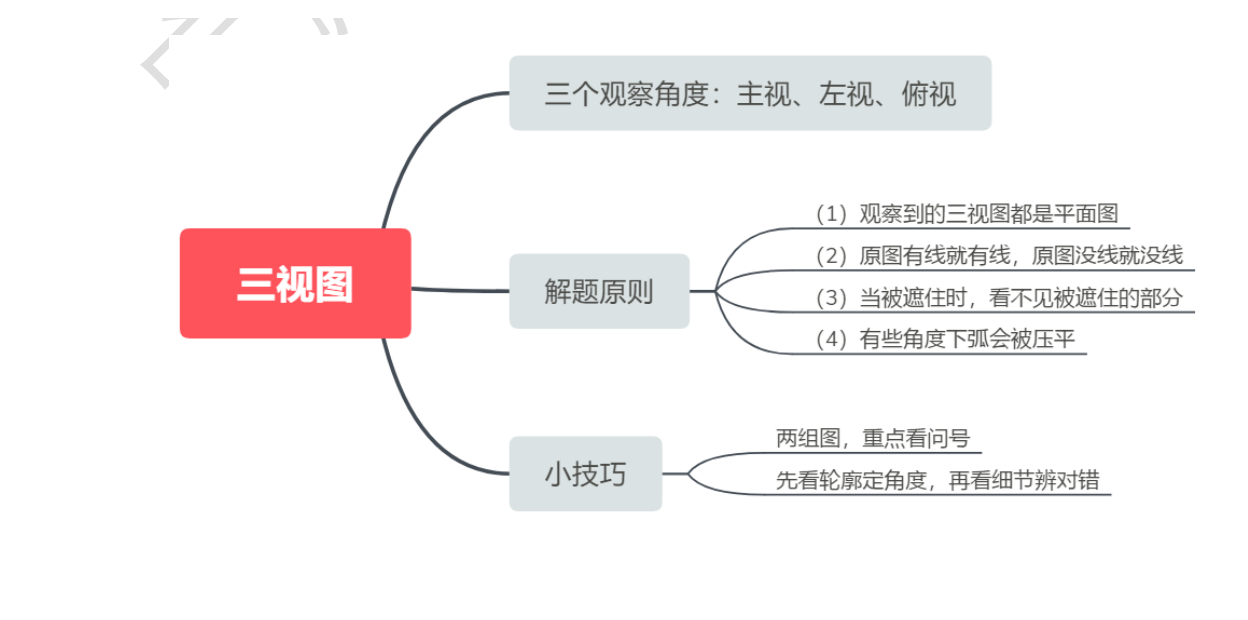 三视图
三个观察角度：主视、左视、俯视
解题原则
（1）观察到的三视图都是平面图
（2）原图有线就有线，原图没线就没线
（3）当被遮住时，看不见被遮住的部分
（4）有些角度下弧会被压平
小技巧
两组图，重点看问号
先看轮廓定角度，再看细节辨对错